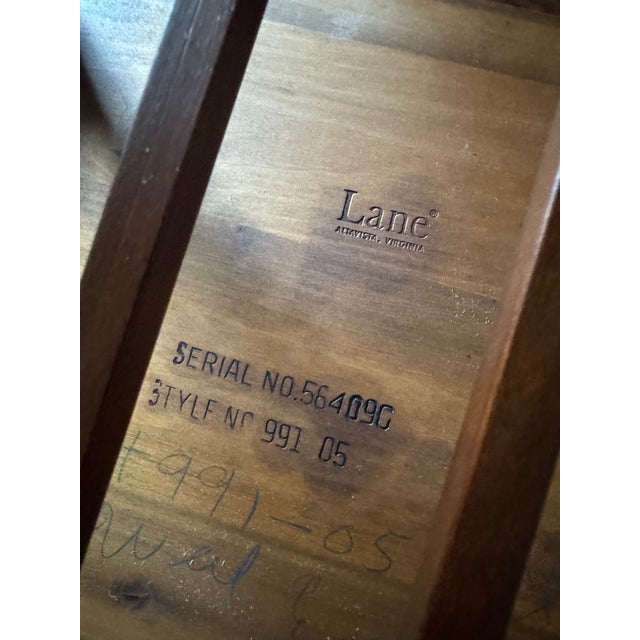 Lane®
ALTAVISTA, VIRGINIA
SERIAL NO. 564090
STYLE NO 991 05
# 991-05